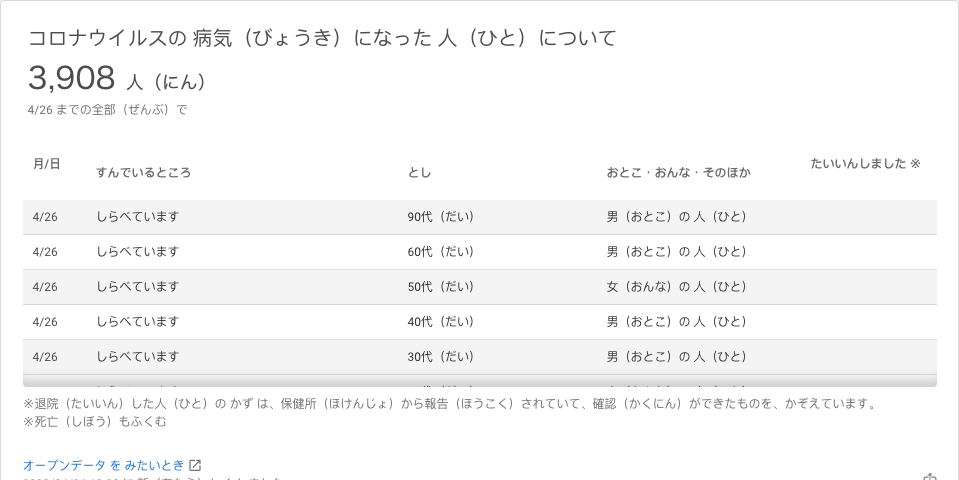 コロナウイルスの 病気（びょうき）になった 人（ひと）について
3,908 人（にん）
4/26 までの全部（ぜんぶ）で
月/日 すんでいるところ とし おとこ・おんな・そのほか たいいんしました ※
4/26 しらべています 90代（だい） 男（おとこ）の 人（ひと）
4/26 しらべています 60代（だい） 男（おとこ）の 人（ひと）
4/26 しらべています 50代（だい） 女（おんな）の 人（ひと）
4/26 しらべています 40代（だい） 男（おとこ）の 人（ひと）
4/26 しらべています 30代（だい） 男（おとこ）の 人（ひと）
※退院（たいいん）した人（ひと）の かず は、保健所（ほけんじょ）から報告（ほうこく）されていて、確認（かくにん）ができたものを、かぞえています。
※死亡（しぼう）もふくむ
オープンデータ を みたいとき